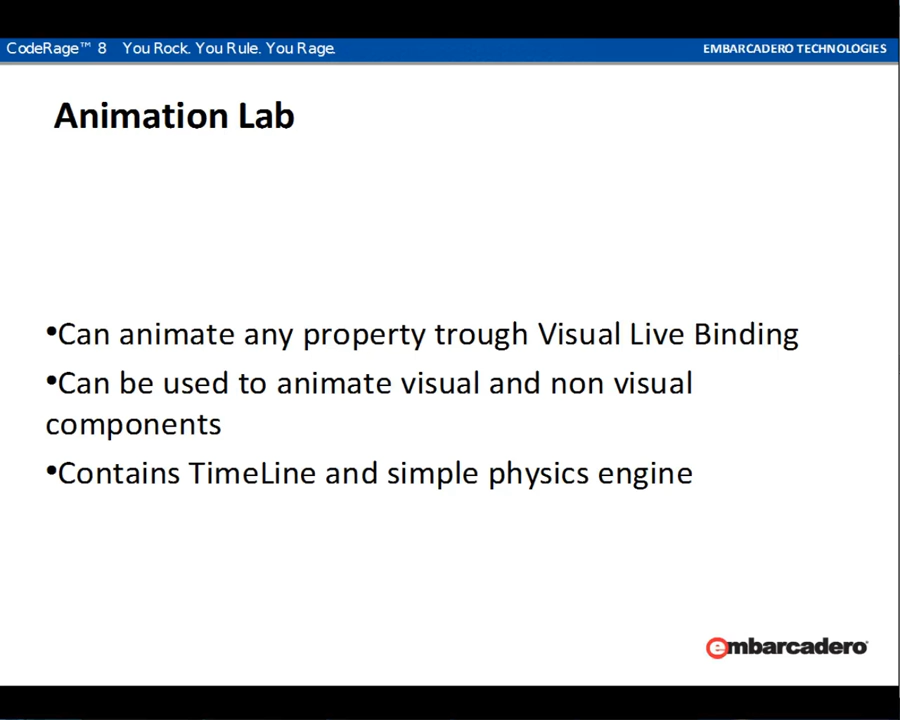 CodeRage™ 8 You Rock. You Rule. You Rage.
EMBARCADERO TECHNOLOGIES
Animation Lab
•Can animate any property trough Visual Live Binding
•Can be used to animate visual and non visual
components
•Contains TimeLine and simple physics engine
embarcadero